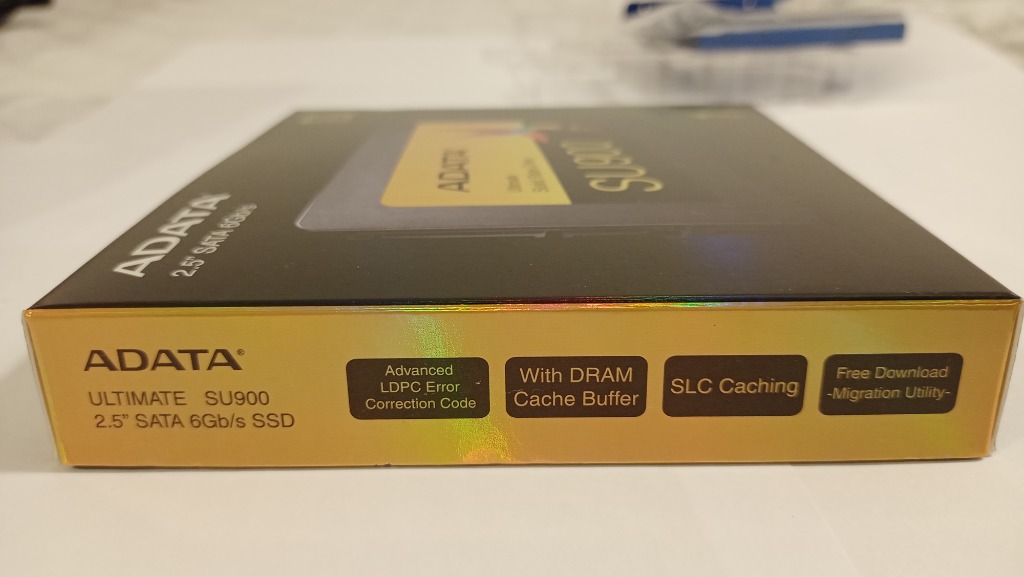 ADATA
2.5" SATA 6Gb/s
ADATA
SU900
ADATA®
ULTIMATE SU900
2.5" SATA 6Gb/s SSD
Advanced
LDPC Error
Correction Code
With DRAM
Cache Buffer
SLC Caching
Free Download
-Migration Utility-